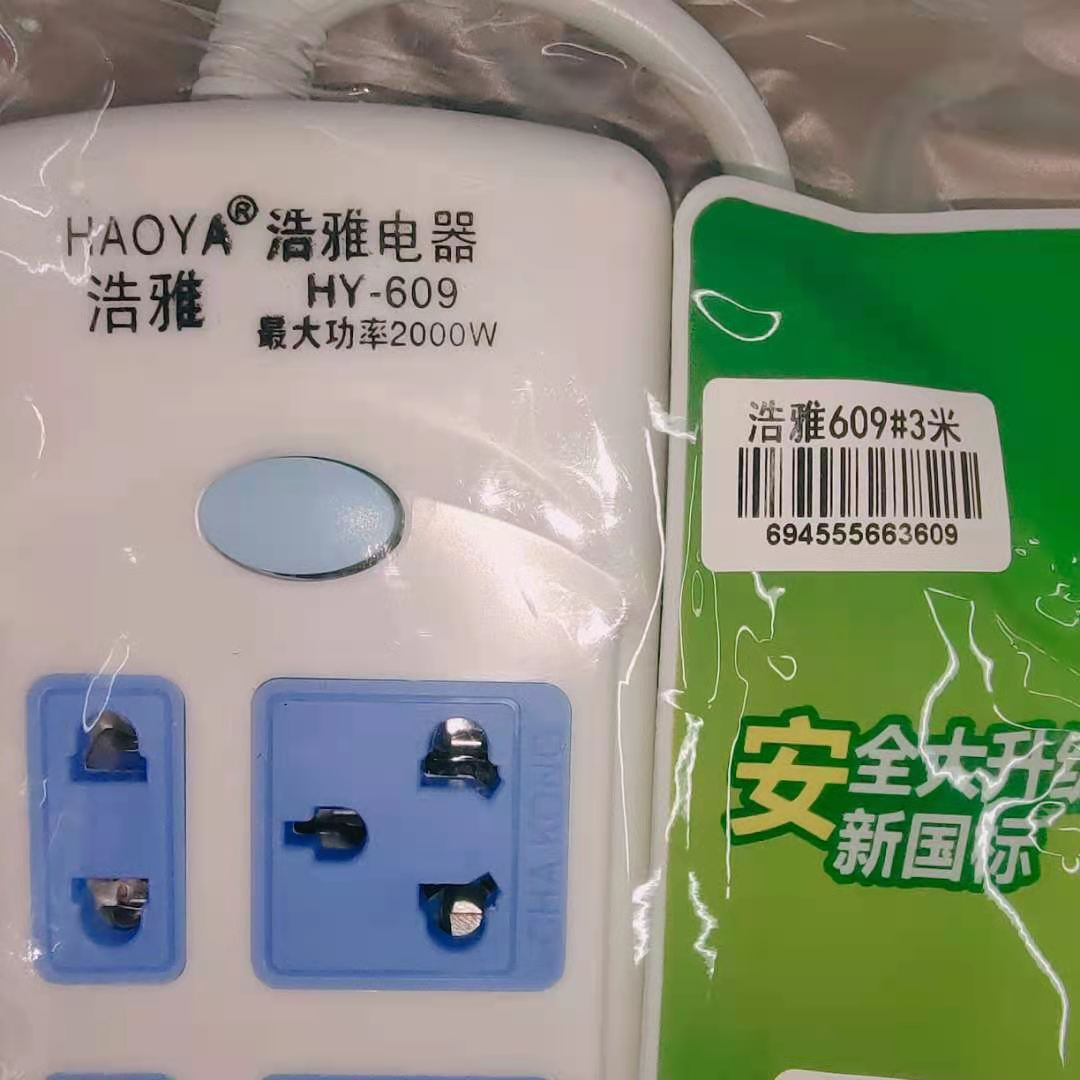 HAOYA® 浩雅电器
浩雅 HY-609
最大功率2000W
浩雅609#3米
694555663609
安全大升级
新国标